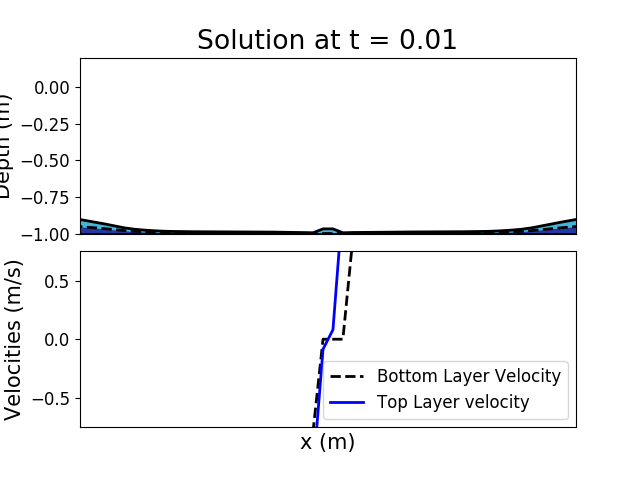 Solution at t = 0.01
Depth (m)
0.00
−0.25
−0.50
−0.75
−1.00
Velocities (m/s)
0.5
0.0
−0.5
Bottom Layer Velocity
Top Layer velocity
x (m)